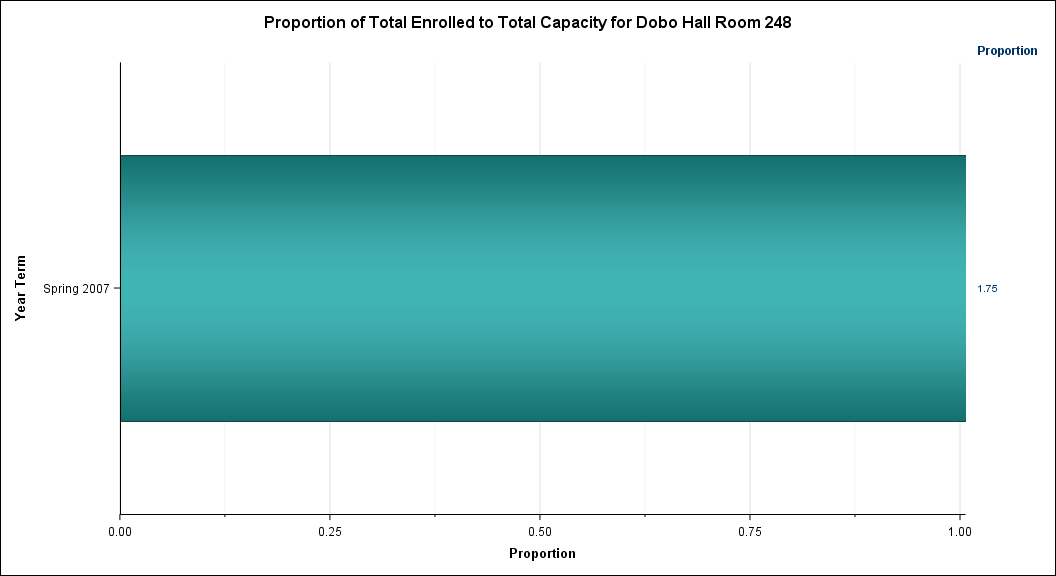 Proportion of Total Enrolled to Total Capacity for Dobo Hall Room 248
Proportion
Year Term
Spring 2007
1.75
0.00 0.25 0.50 0.75 1.00
Proportion